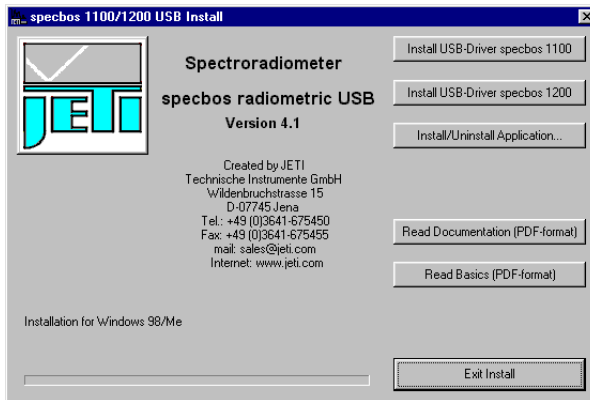 specbos 1100/1200 USB Install
JETI
Spectroradiometer
specbos radiometric USB
Version 4.1
Created by JETI
Technische Instrumente GmbH
Wildenbruchstrasse 15
D-07745 Jena
Tel.: +49 (0)3641-675450
Fax: +49 (0)3641-675455
mail: sales@jeti.com
Internet: www.jeti.com
Installation for Windows 98/Me
Install USB-Driver specbos 1100
Install USB-Driver specbos 1200
Install/Uninstall Application...
Read Documentation (PDF-format)
Read Basics (PDF-format)
Exit Install